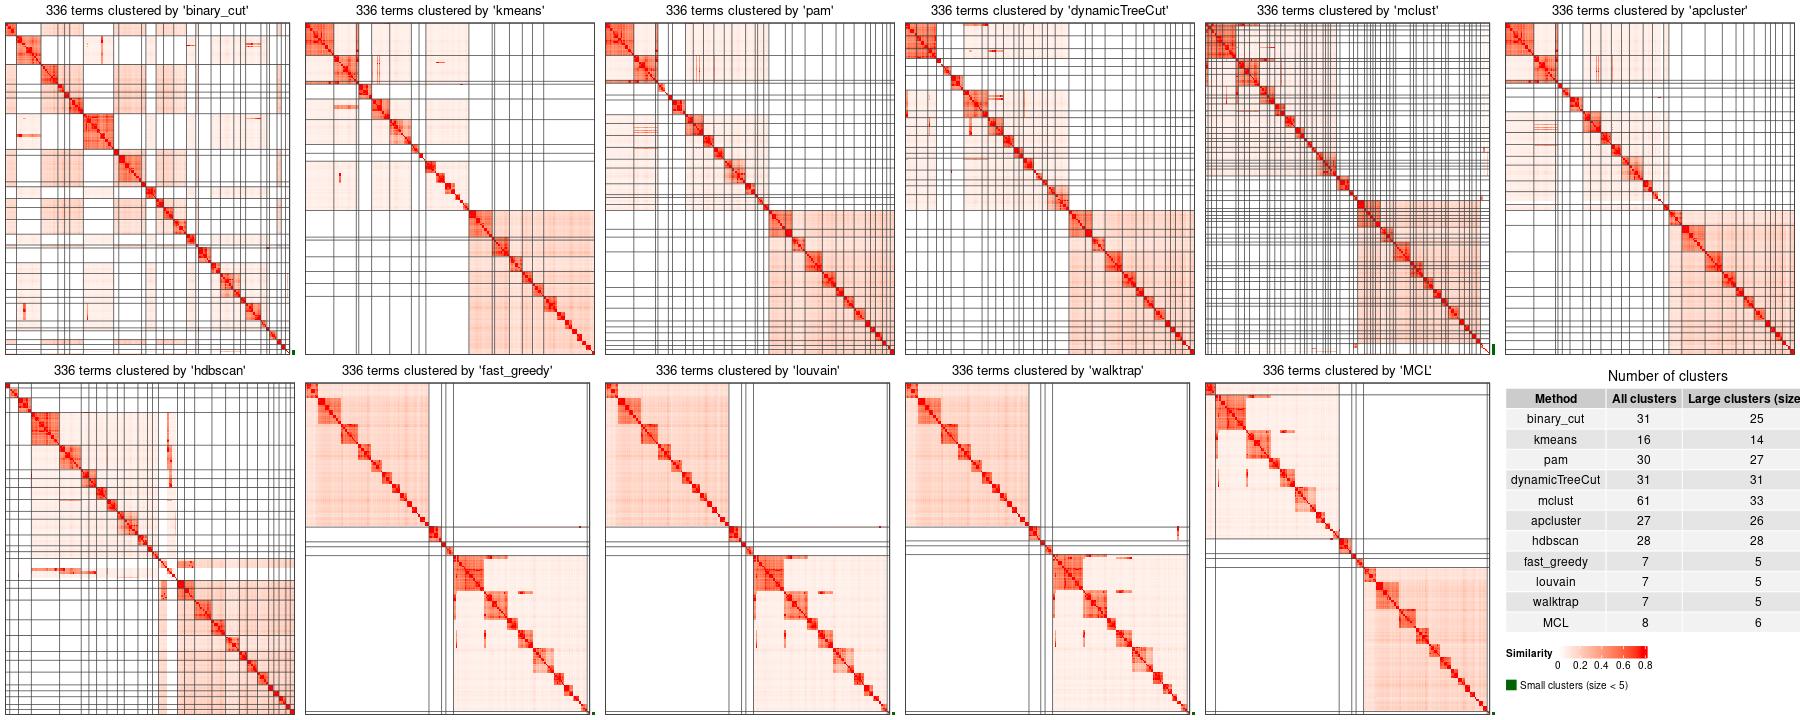 336 terms clustered by 'binary_cut'
336 terms clustered by 'kmeans'
336 terms clustered by 'pam'
336 terms clustered by 'dynamicTreeCut'
336 terms clustered by 'mclust'
336 terms clustered by 'apcluster'
336 terms clustered by 'hdbscan'
336 terms clustered by 'fast_greedy'
336 terms clustered by 'louvain'
336 terms clustered by 'walktrap'
336 terms clustered by 'MCL'
Number of clusters
Method All clusters Large clusters (size
binary_cut 31 25
kmeans 16 14
pam 30 27
dynamicTreeCut 31 31
mclust 61 33
apcluster 27 26
hdbscan 28 28
fast_greedy 7 5
louvain 7 5
walktrap 7 5
MCL 8 6
Similarity
0 0.2 0.4 0.6 0.8
Small clusters (size < 5)